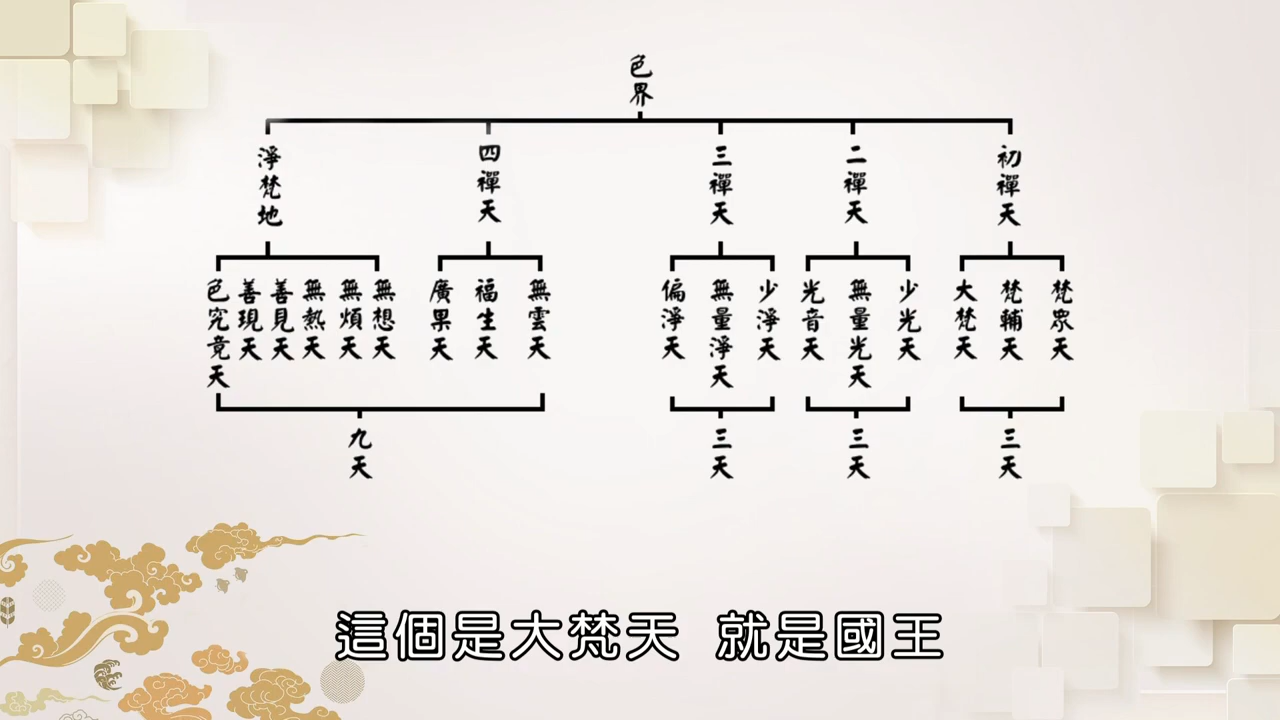 色界
初禪天
二禪天
三禪天
四禪天
淨梵地
梵眾天
梵輔天
大梵天
少光天
無量光天
光音天
少淨天
無量淨天
偏淨天
無雲天
福生天
廣果天
無想天
無煩天
無熱天
善見天
善現天
色究竟天
三天
三天
三天
九天
這個是大梵天 就是國王